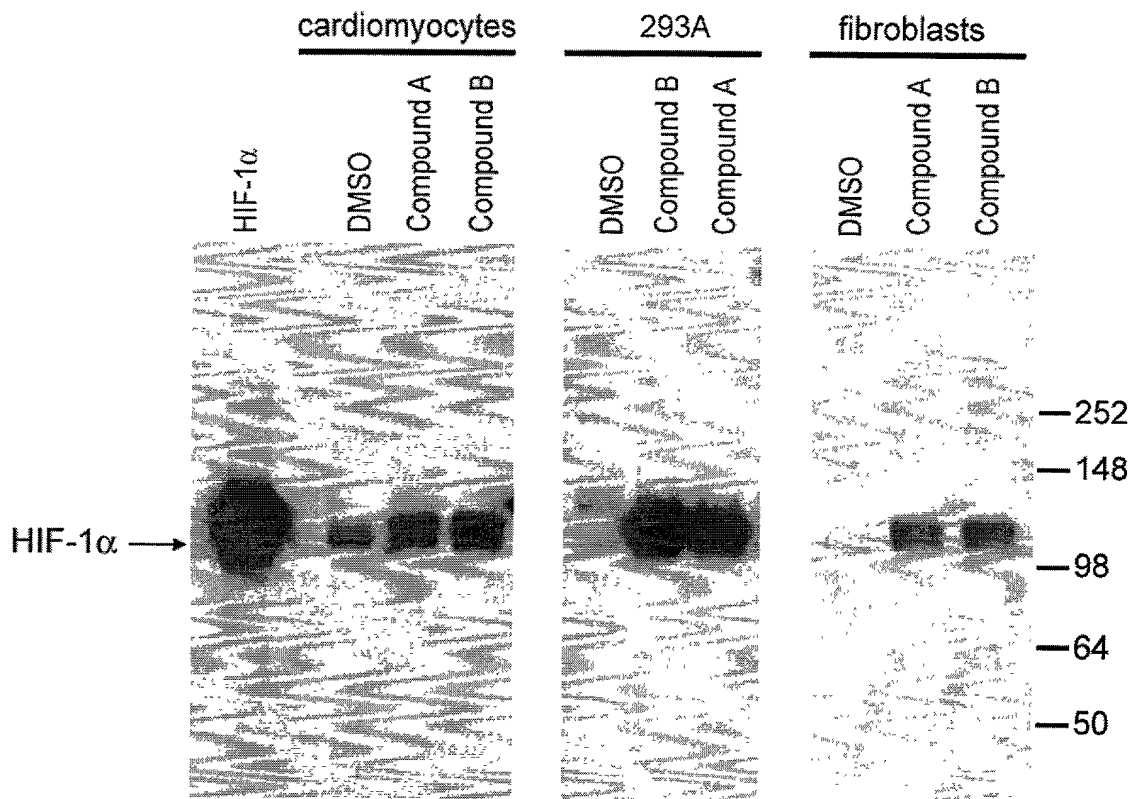 cardiomyocytes
293A
fibroblasts
HIF-1α
DMSO
Compound A
Compound B
DMSO
Compound B
Compound A
DMSO
Compound A
Compound B
252
148
HIF-1α
98
64
50